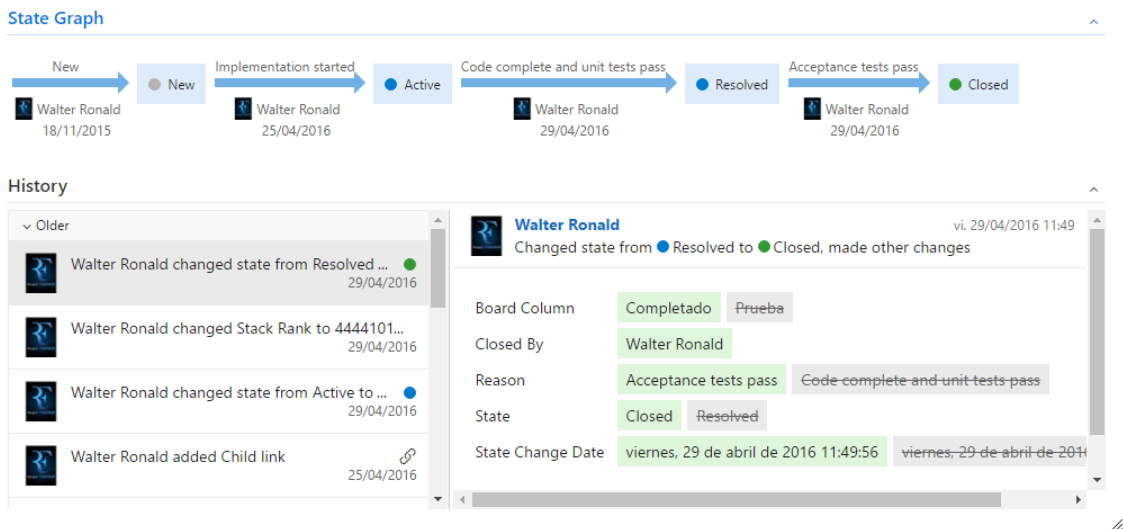 State Graph
New
Implementation started
Code complete and unit tests pass
Acceptance tests pass
New
Active
Resolved
Closed
Walter Ronald
Walter Ronald
Walter Ronald
Walter Ronald
18/11/2015
25/04/2016
29/04/2016
29/04/2016
History
Older
Walter Ronald changed state from Resolved ...
29/04/2016
Walter Ronald changed Stack Rank to 4444101...
29/04/2016
Walter Ronald changed state from Active to ...
29/04/2016
Walter Ronald added Child link
25/04/2016
Walter Ronald
vi. 29/04/2016 11:49
Changed state from Resolved to Closed, made other changes
Board Column Completado Prueba
Closed By Walter Ronald
Reason Acceptance tests pass Code complete and unit tests pass
State Closed Resolved
State Change Date viernes, 29 de abril de 2016 11:49:56 viernes, 29 de abril de 2016